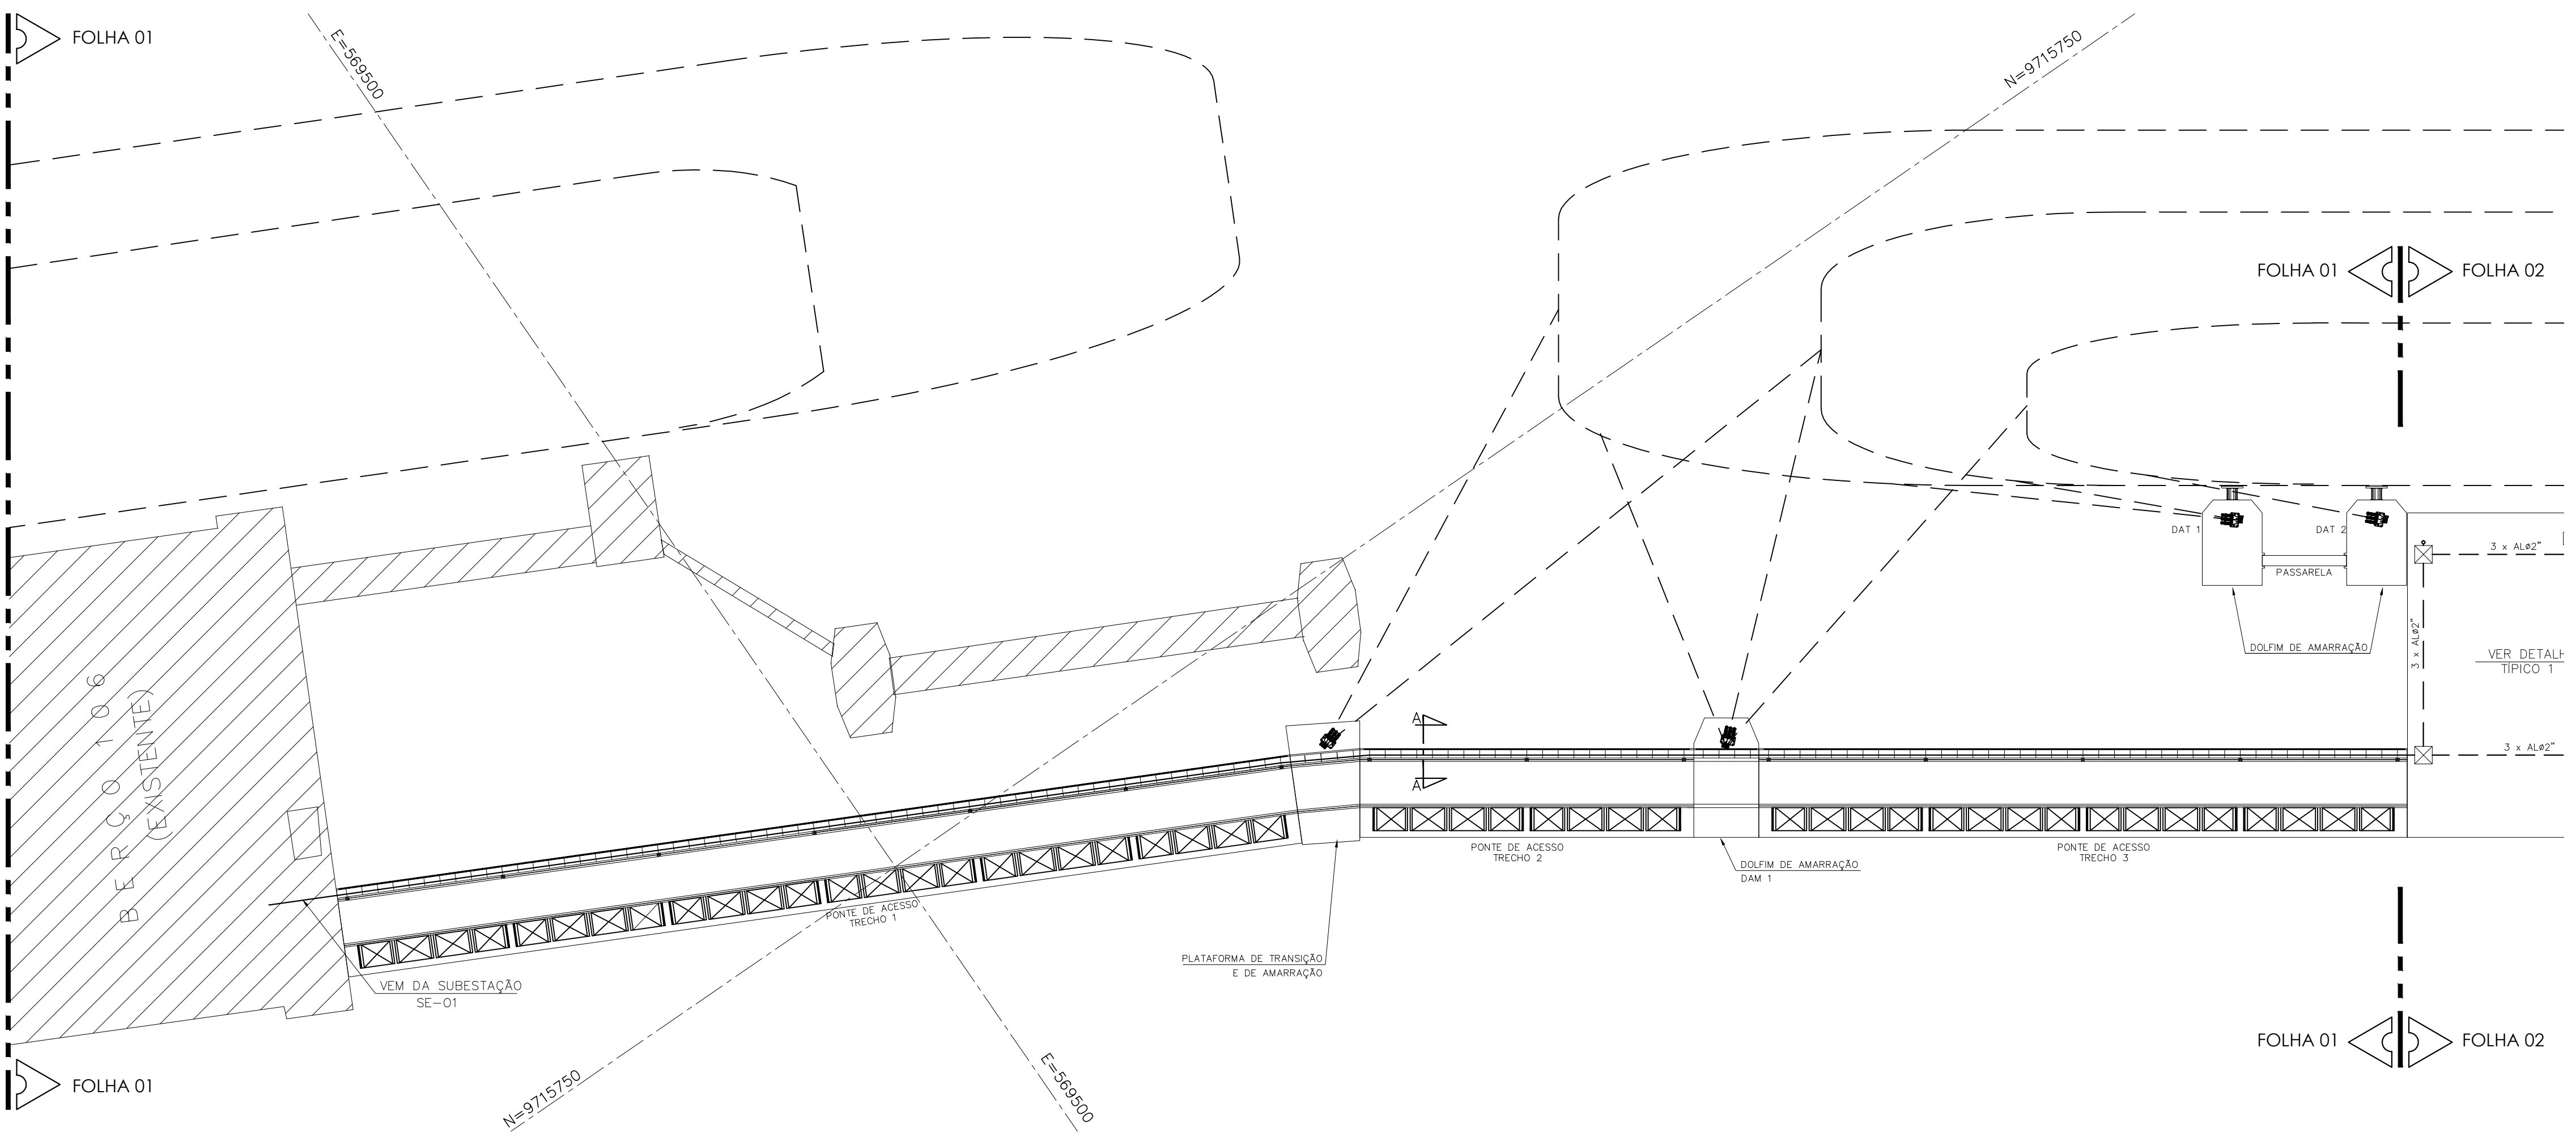 FOLHA 01
E=569500
N=9715750
FOLHA 01
FOLHA 02
DAT 1
DAT 2
PASSARELA
3 x ALø2"
3 x ALø2"
DOLFIM DE AMARRAÇÃO
VER DETALH
TÍPICO 1
BERÇO 106
(EXISTENTE)
A
A
3 x ALø2"
PONTE DE ACESO
TRECHO 2
DOLFIM DE AMARRAÇÃO
DAM 1
PONTE DE ACESO
TRECHO 3
PONTE DE ACESSO
TRECHO 1
PLATAFORMA DE TRANSIÇÃO
E DE AMARRAÇÃO
VEM DA SUBESTAÇÃO
SE-01
FOLHA 01
FOLHA 02
FOLHA 01
N=9715750
E=569500